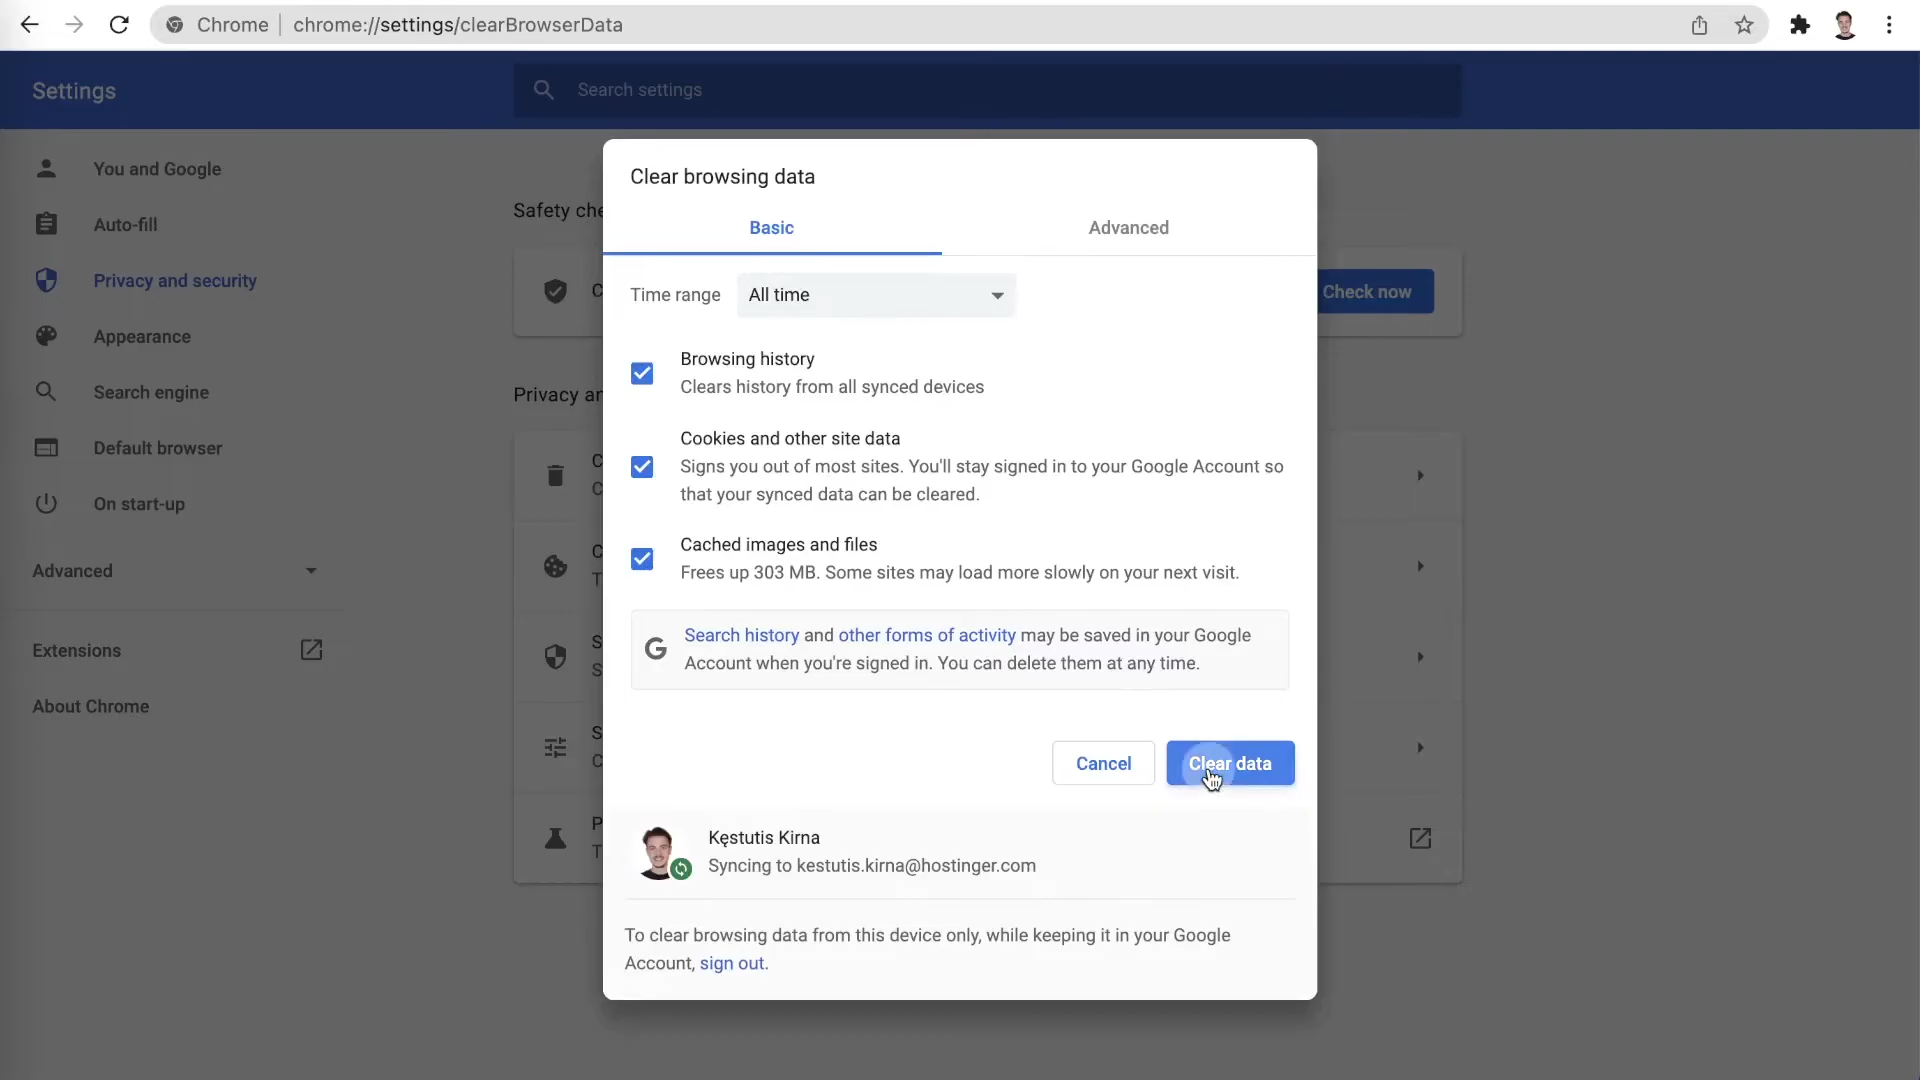 Chrome
chrome://settings/clearBrowserData
Settings
Search settings
You and Google
Auto-fill
Privacy and security
Appearance
Search engine
Default browser
On start-up
Advanced
Extensions
About Chrome
Safety che
C
Check now
Privacy an
C
C
C
T
S
S
S
C
P
T
Clear browsing data
Basic
Advanced
Time range
All time
Browsing history
Clears history from all synced devices
Cookies and other site data
Signs you out of most sites. You'll stay signed in to your Google Account so
that your synced data can be cleared.
Cached images and files
Frees up 303 MB. Some sites may load more slowly on your next visit.
G
Search history and other forms of activity may be saved in your Google
Account when you're signed in. You can delete them at any time.
Cancel
Clear data
Kęstutis Kirna
Syncing to kestutis.kirna@hostinger.com
To clear browsing data from this device only, while keeping it in your Google
Account, sign out.